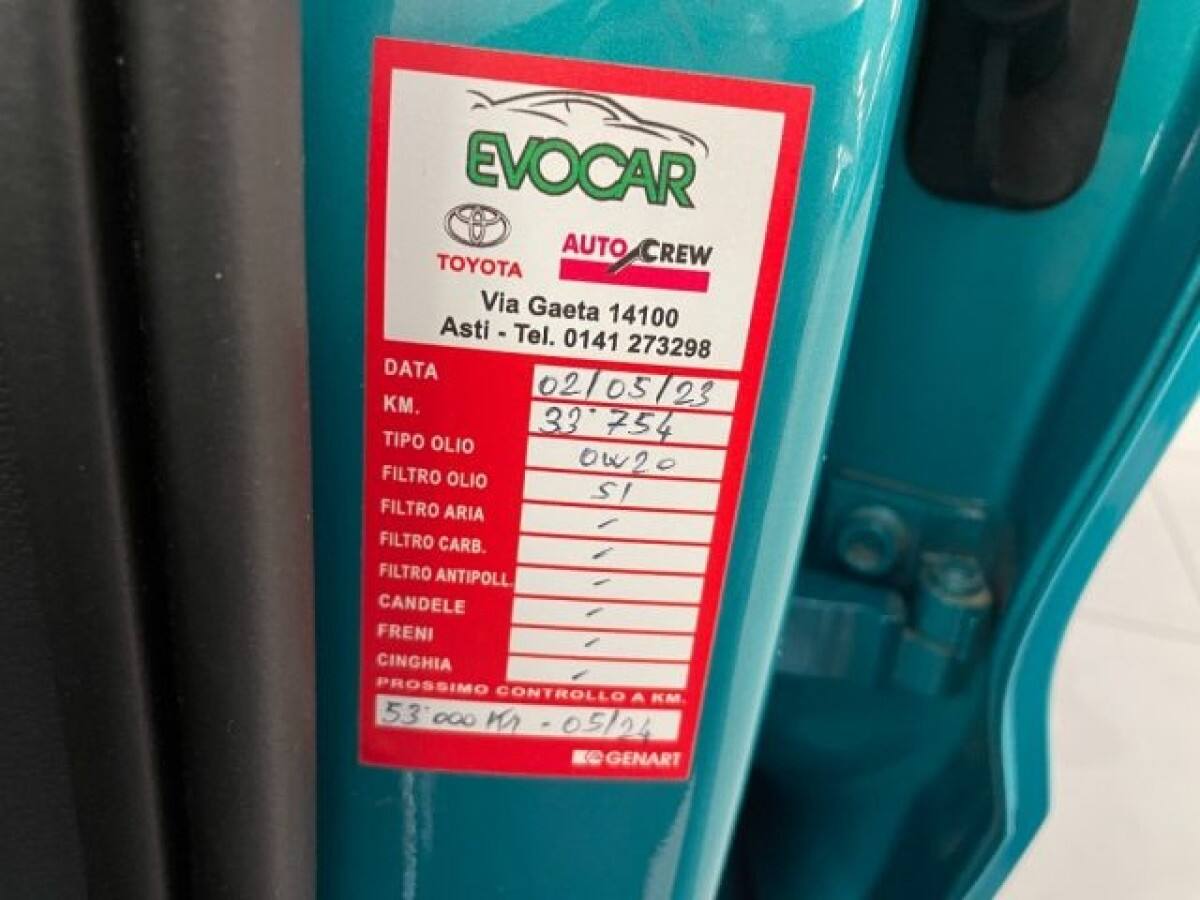 EVOCAR
TOYOTA AUTO CREW
Via Gaeta 14100
Asti - Tel. 0141 273298
DATA 02/05/23
KM. 33'754
TIPO OLIO 0W20
FILTRO OLIO SI
FILTRO ARIA /
FILTRO CARB. /
FILTRO ANTIPOLL. /
CANDELE /
FRENI /
CINGHIA /
PROSSIMO CONTROLLO A KM.
53'000 KM - 05/24
GENART